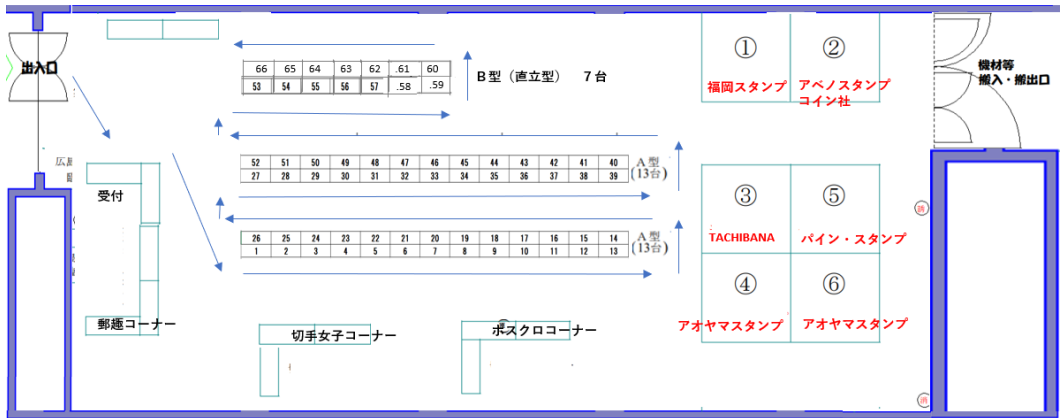 出入口
66 65 64 63 62 .61 60
53 54 55 56 57 .58 .59
B型（直立型） 7台
①
福岡スタンプ
②
アベノスタンプ
コイン社
機材等
搬入・搬出口
52 51 50 49 48 47 46 45 44 43 42 41 40
27 28 29 30 31 32 33 34 35 36 37 38 39
A型
(13台)
受付
③
TACHIBANA
⑤
パイン・スタンプ
消
26 25 24 23 22 21 20 19 18 17 16 15 14
1 2 3 4 5 6 7 8 9 10 11 12 13
A型
(13台)
④
アオヤマスタンプ
⑥
アオヤマスタンプ
郵趣コーナー
切手女子コーナー
ポスクロコーナー
消